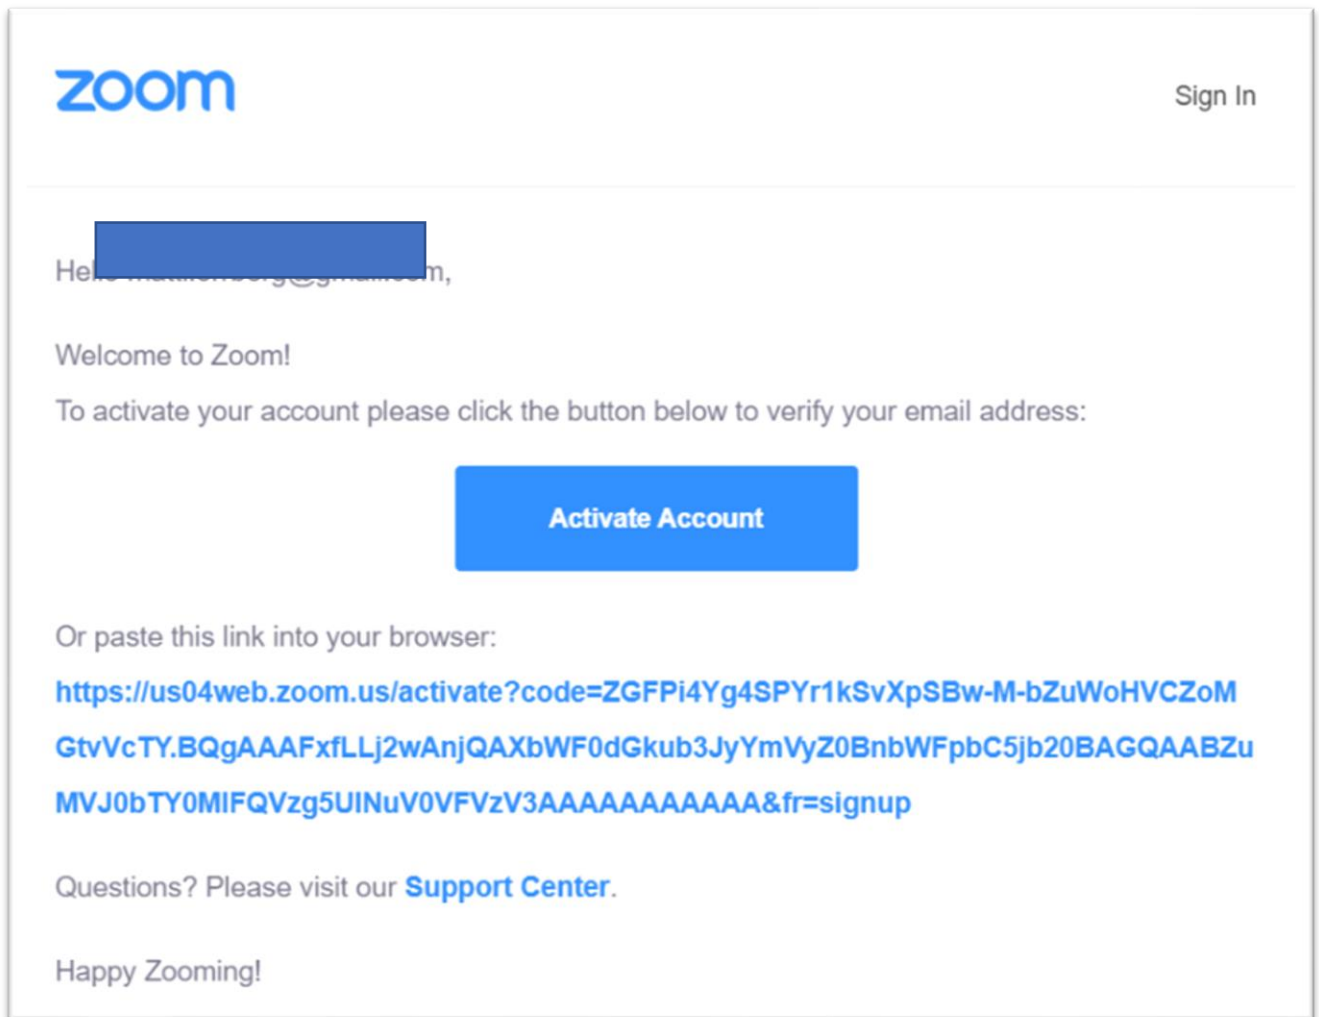 zoom
Sign In
Welcome to Zoom!
To activate your account please click the button below to verify your email address:
Activate Account
Or paste this link into your browser:
https://us04web.zoom.us/activate?code=ZGFPi4Yg4SPYr1kSvXpSBw-M-bZuWoHVCZoM
GtvVcTY.BQgAAAFxfLLj2wAnjQAXbWF0dGkub3JyYmVyZ0BnbWFpbC5jb20BAGQAABZu
MVJ0bTY0MlFQVzg5UlNuV0VFVzV3AAAAAAAAAAA&fr=signup
Questions? Please visit our Support Center.
Happy Zooming!